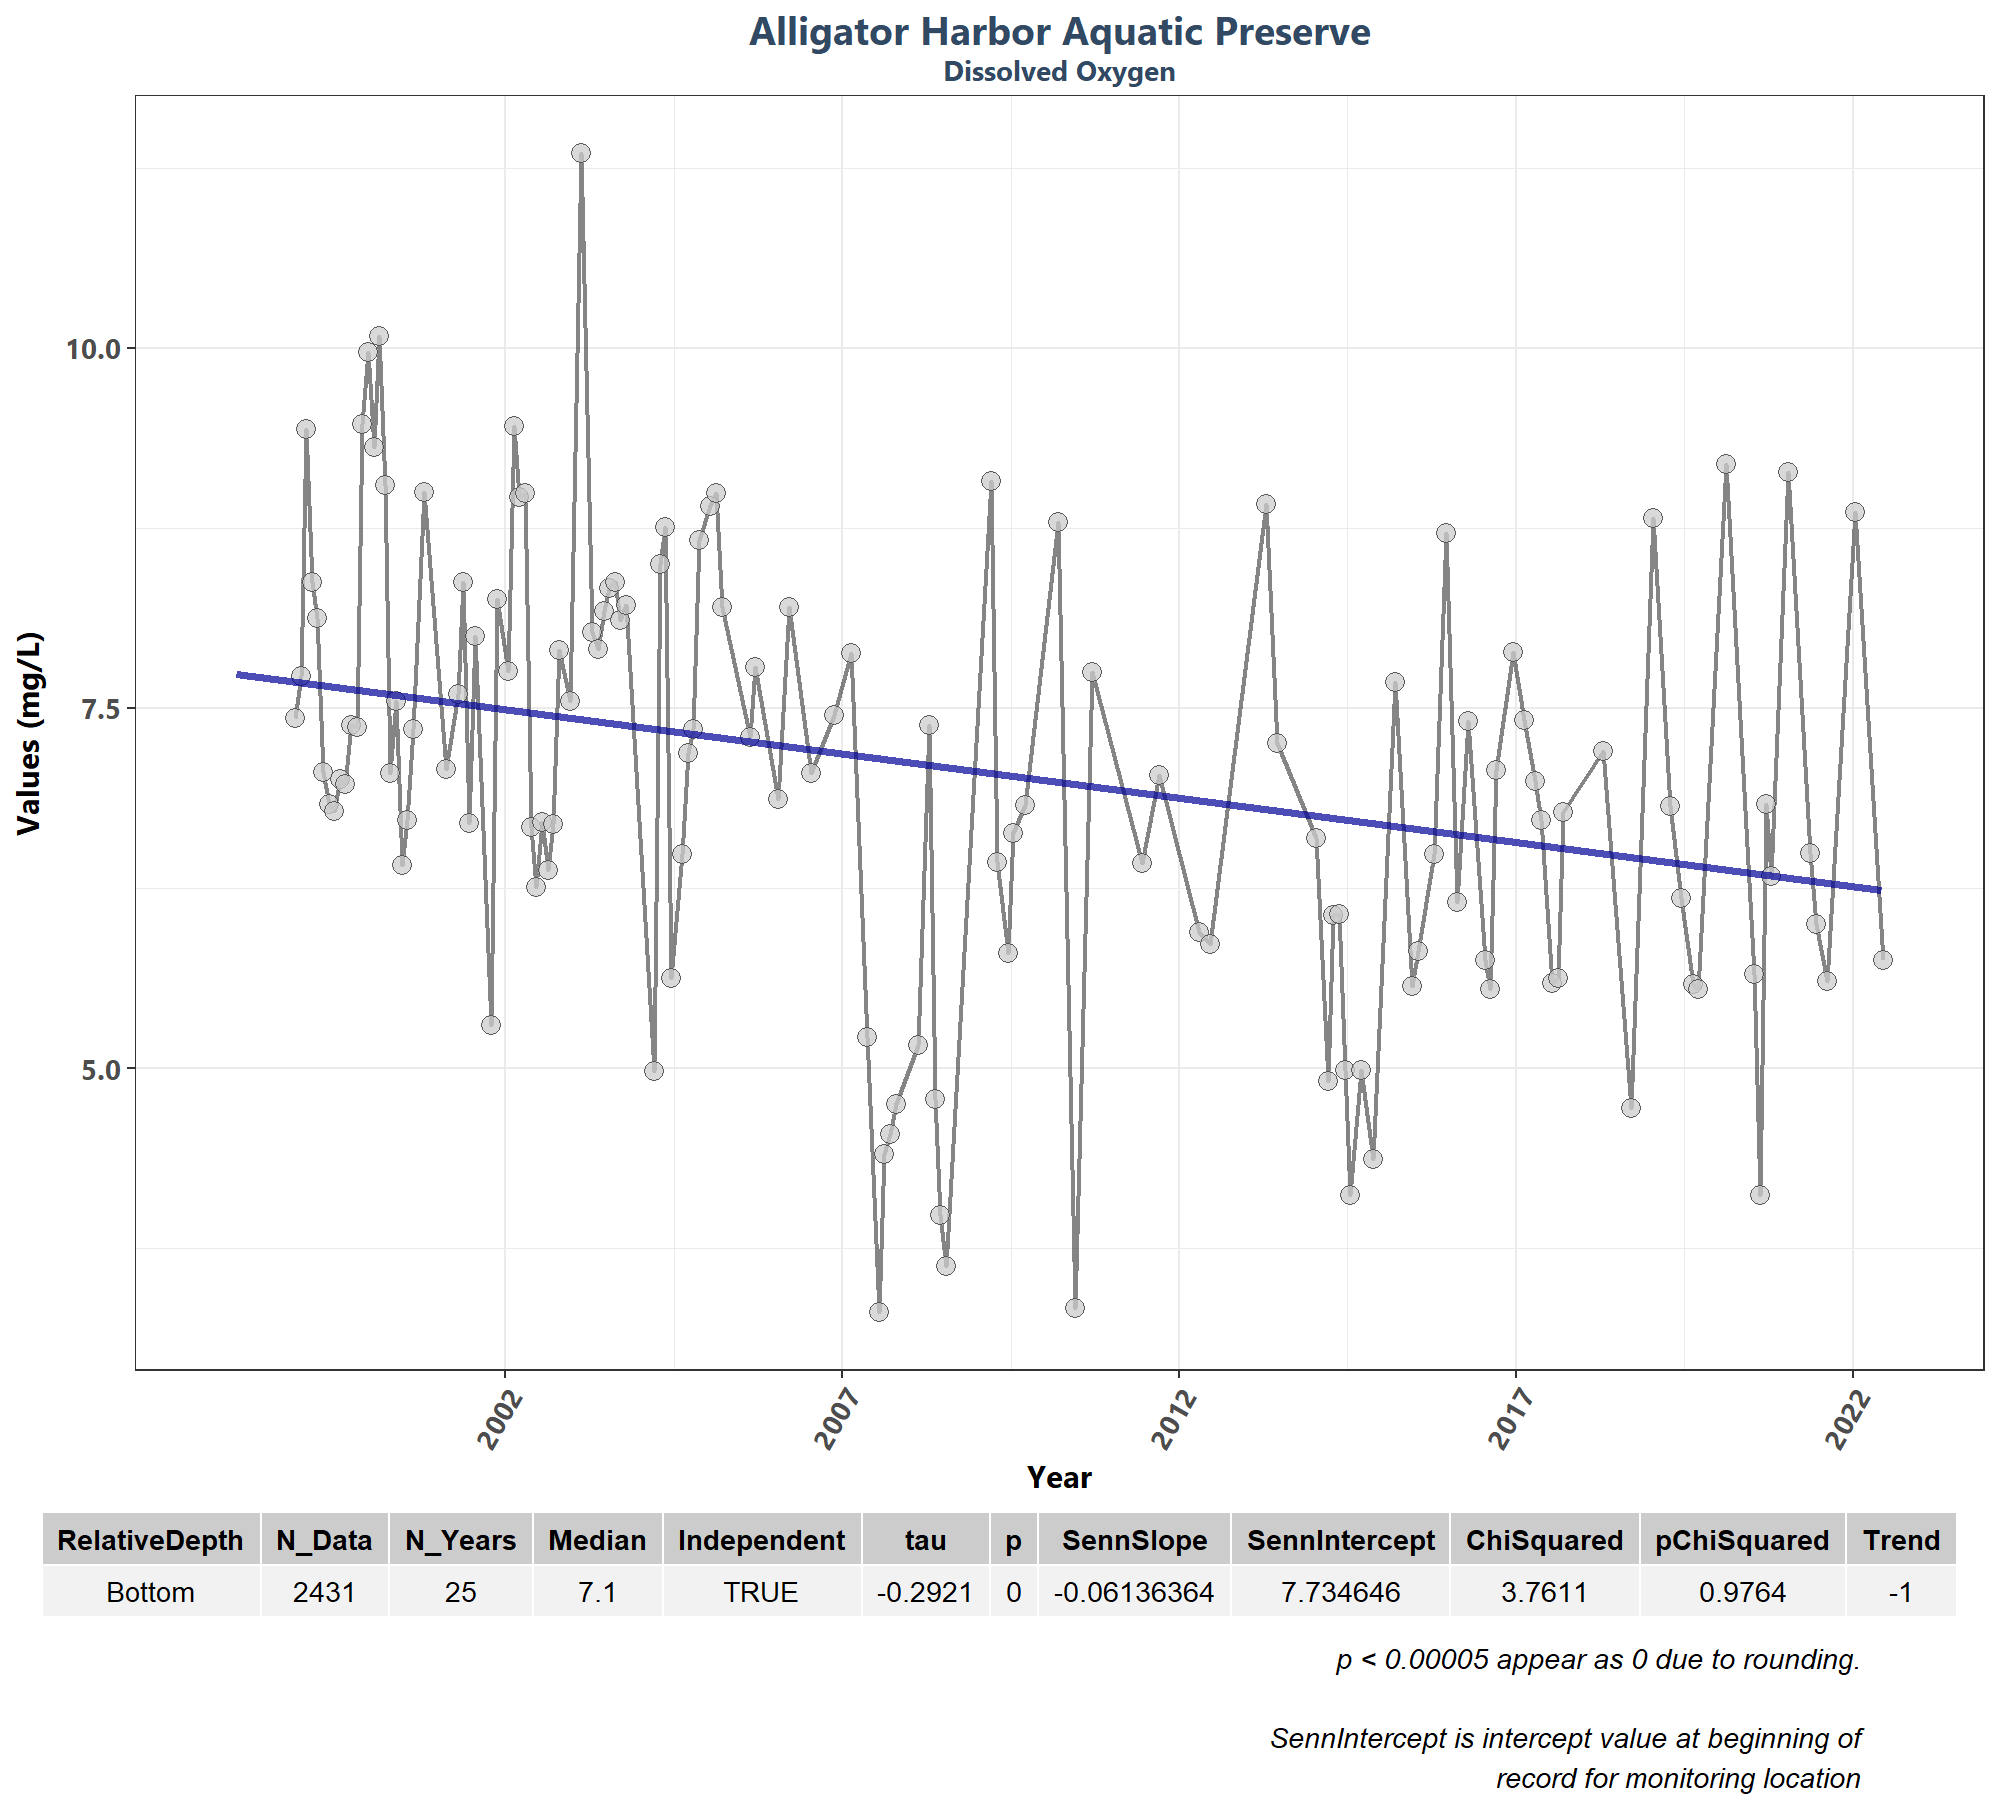 Alligator Harbor Aquatic Preserve
Dissolved Oxygen
Values (mg/L)
10.0
7.5
5.0
2002 2007 2012 2017 2022
Year
RelativeDepth N_Data N_Years Median Independent tau p SennSlope SennIntercept ChiSquared pChiSquared Trend
Bottom 2431 25 7.1 TRUE -0.2921 0 -0.06136364 7.734646 3.7611 0.9764 -1
p < 0.00005 appear as 0 due to rounding.
SennIntercept is intercept value at beginning of
record for monitoring location